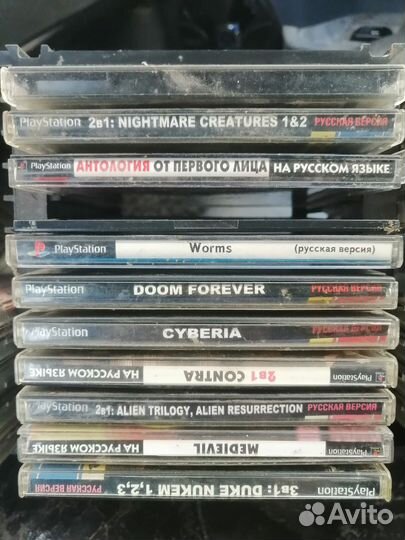 PlayStation 2в1: NIGHTMARE CREATURES 1&2 РУССКАЯ ВЕРСИЯ
PlayStation АНТОЛОГИЯ ОТ ПЕРВОГО ЛИЦА НА РУССКОМ ЯЗЫКЕ
PlayStation Worms (русская версия)
PlayStation DOOM FOREVER РУССКАЯ ВЕРСИЯ
PlayStation CYBERIA РУССКАЯ ВЕРСИЯ
PlayStation 2в1 CONTRA НА РУССКОМ ЯЗЫКЕ
PlayStation 2в1: ALIEN TRILOGY, ALIEN RESURRECTION РУССКАЯ ВЕРСИЯ
PlayStation MEDIEVIL НА РУССКОМ ЯЗЫКЕ
PlayStation 3в1: DUKE NUKEM 1,2,3 РУССКАЯ ВЕРСИЯ
Avito